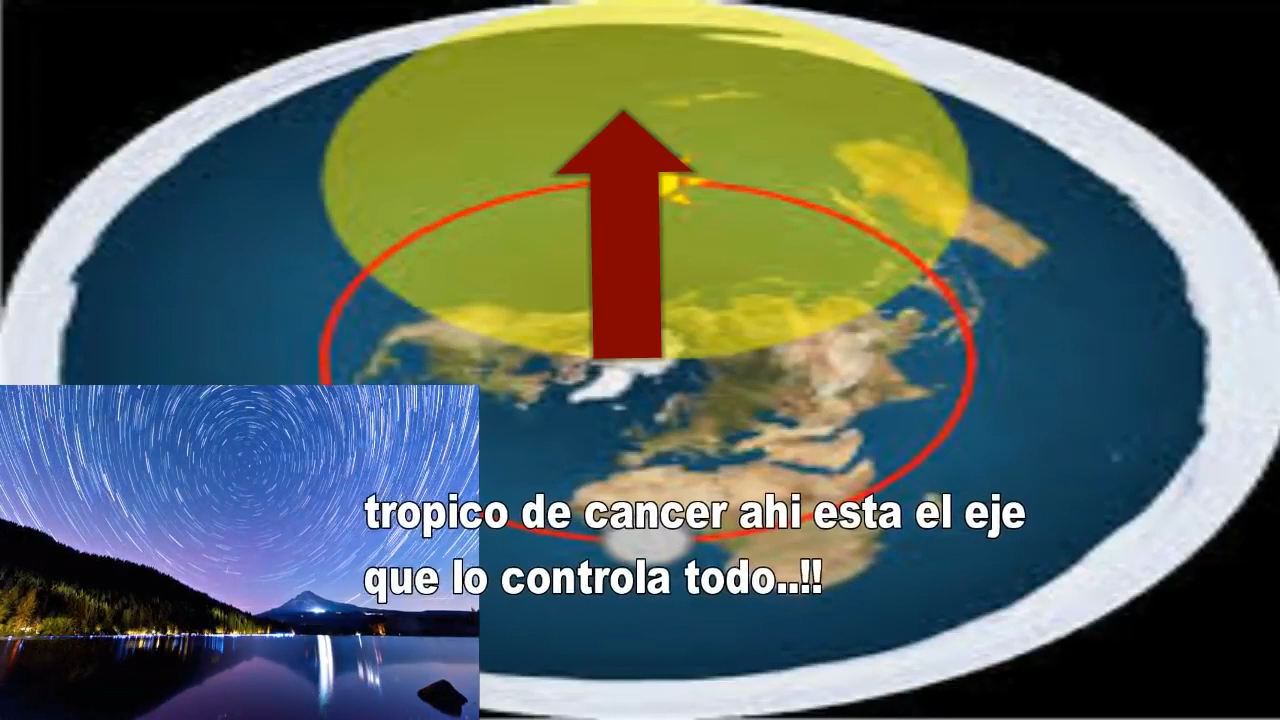 tropico de cancer ahi esta el eje
que lo controla todo..!!